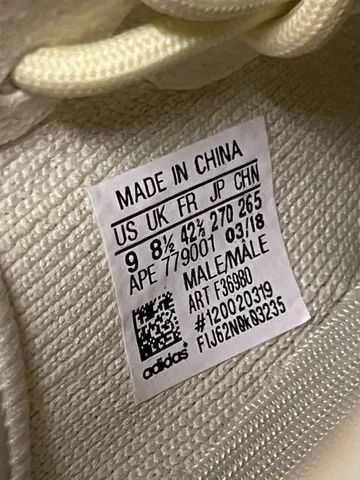 MADE IN CHINA
US UK FR JP CHN
9 8½ 42⅔ 270 265
APE 779001 03/18
MALE/MÂLE
ART F36980
#120020319
FIJ62N0K03235
adidas